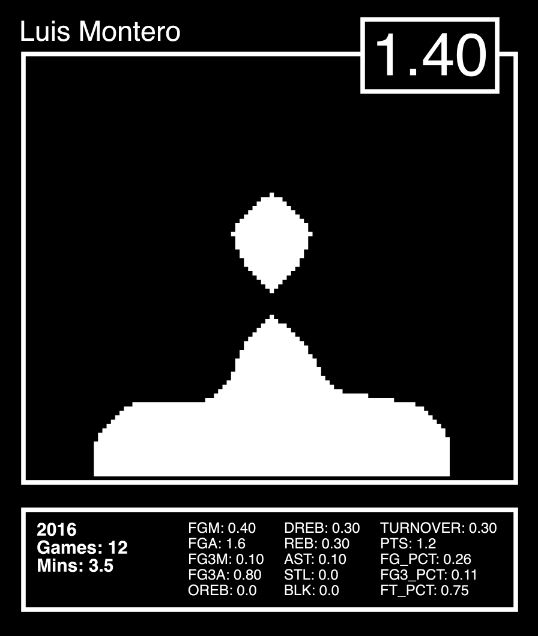 Luis Montero
1.40
2016
Games: 12
Mins: 3.5
FGM: 0.40
FGA: 1.6
FG3M: 0.10
FG3A: 0.80
OREB: 0.0
DREB: 0.30
REB: 0.30
AST: 0.10
STL: 0.0
BLK: 0.0
TURNOVER: 0.30
PTS: 1.2
FG_PCT: 0.26
FG3_PCT: 0.11
FT_PCT: 0.75